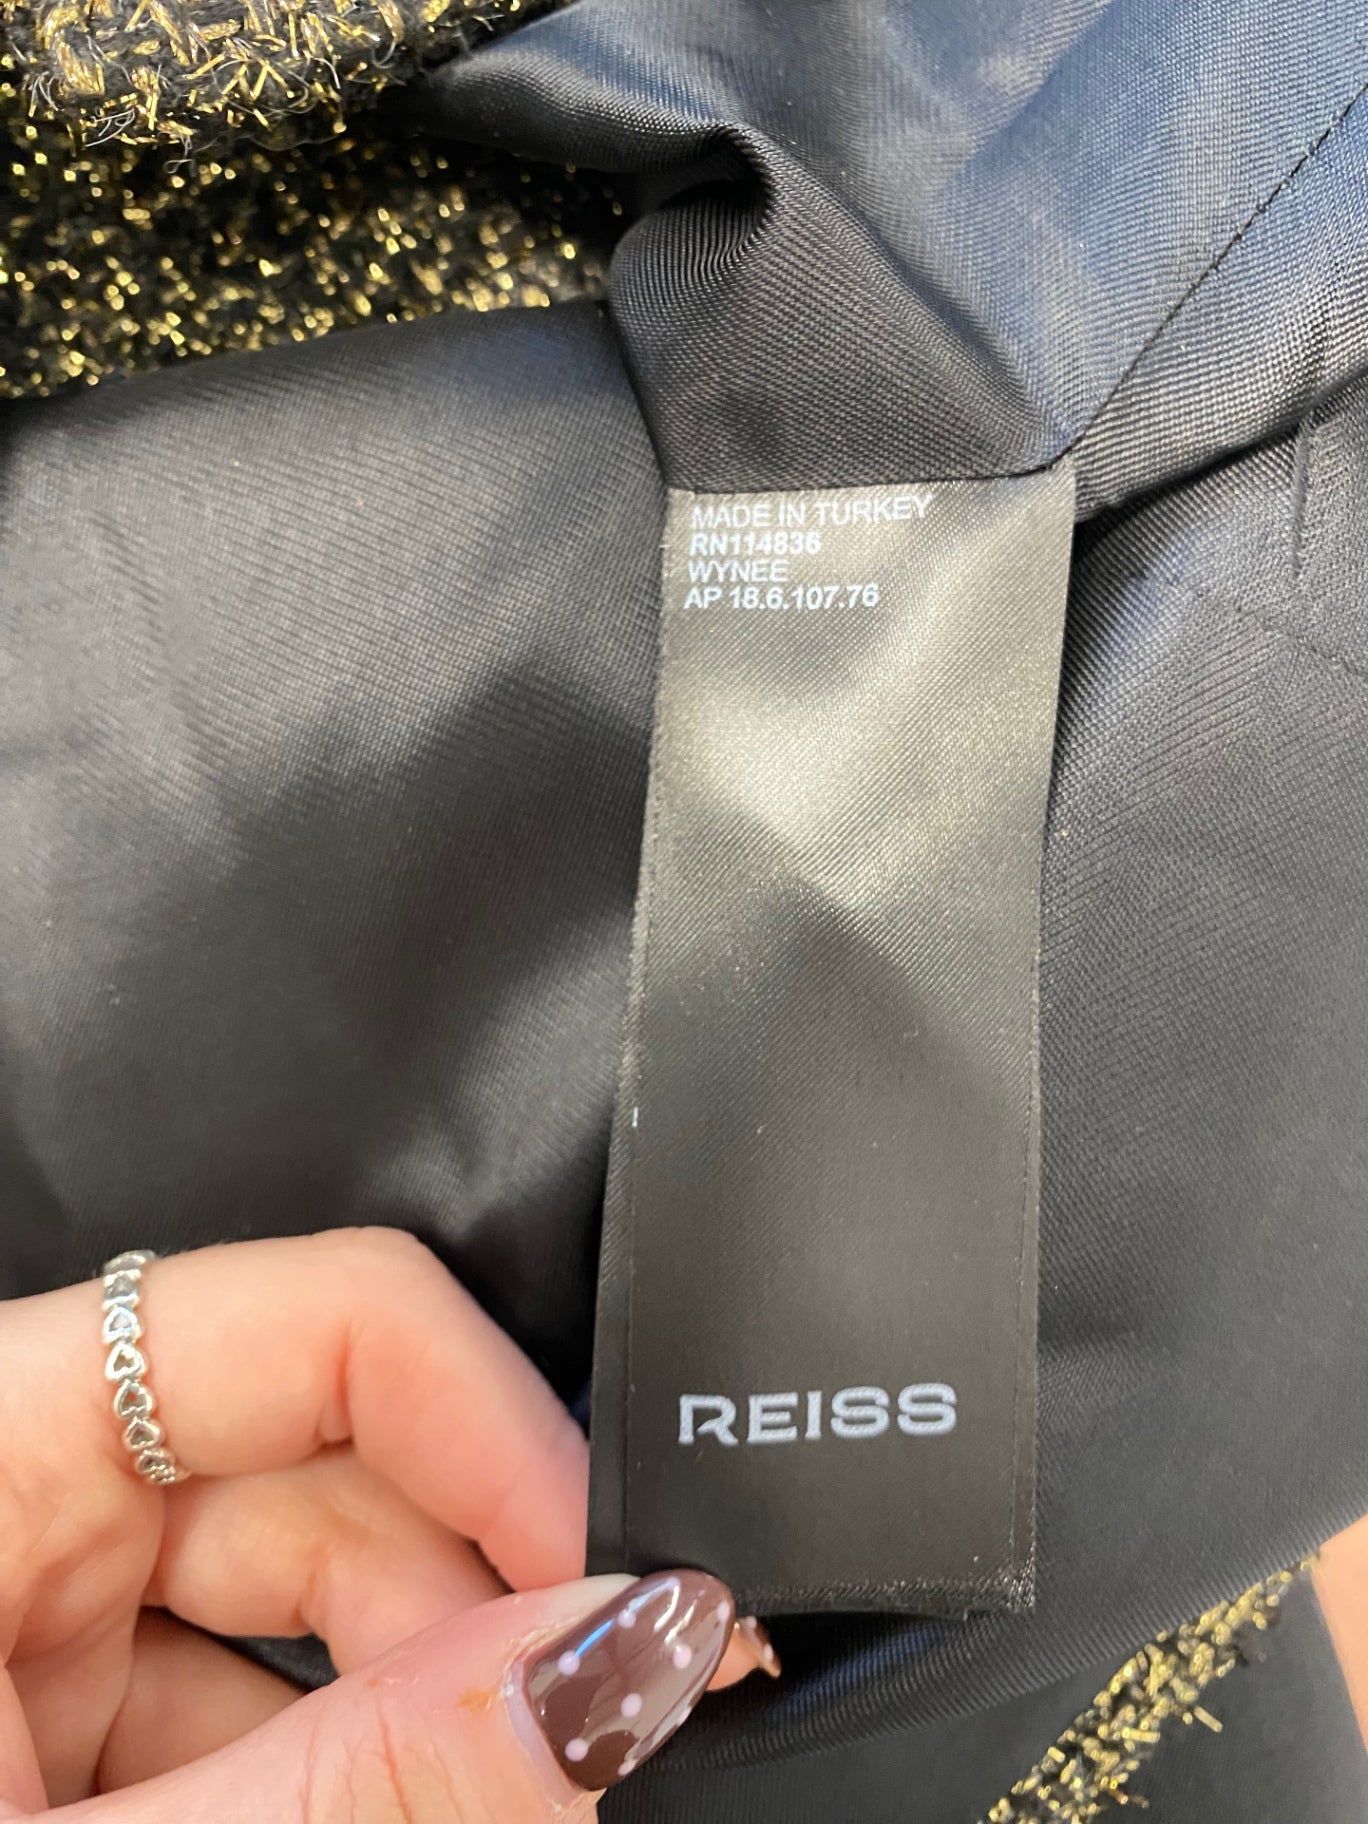 MADE IN TURKEY
RN114836
WYNEE
AP 18.6.107.76
REISS